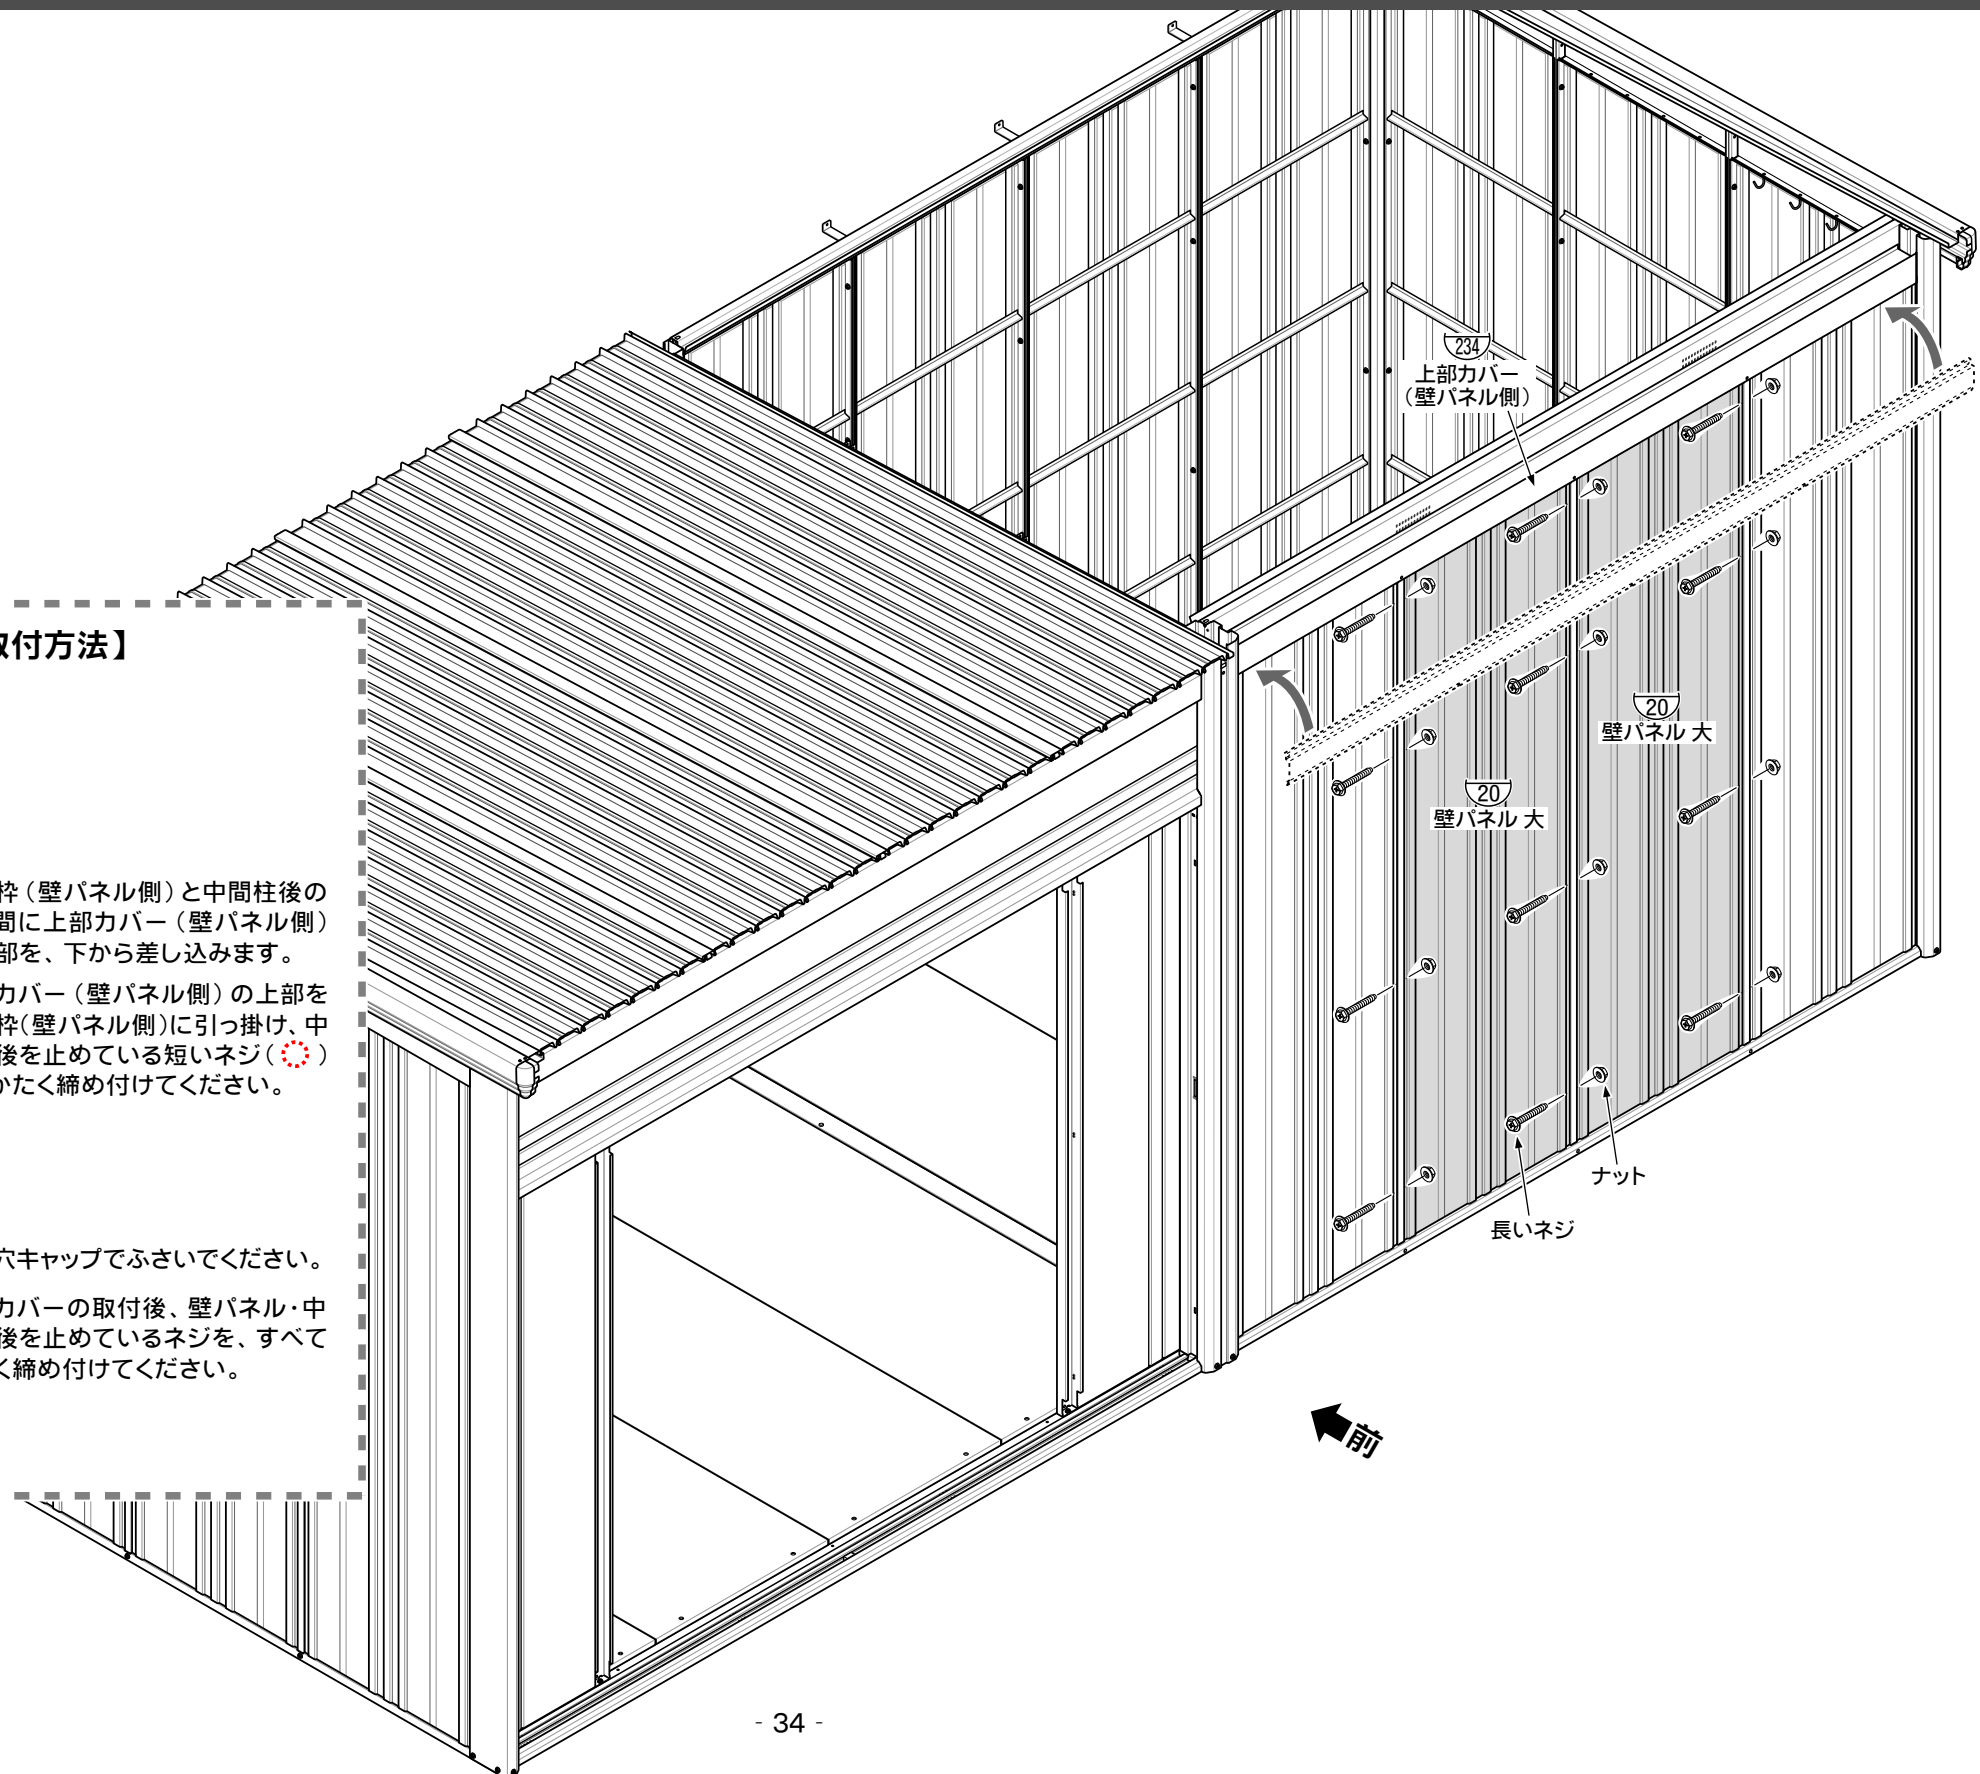 取付方法】
枠（壁パネル側）と中間柱後の
間に上部カバー（壁パネル側）
部を、下から差し込みます。
カバー（壁パネル側）の上部を
枠（壁パネル側）に引っ掛け、中
後を止めている短いネジ（ ）
かたく締め付けてください。
穴キャップでふさいでください。
カバーの取付後、壁パネル・中
後を止めているネジを、すべて
く締め付けてください。
234
上部カバー
（壁パネル側）
20
壁パネル 大
20
壁パネル 大
ナット
長いネジ
前
- 34 -